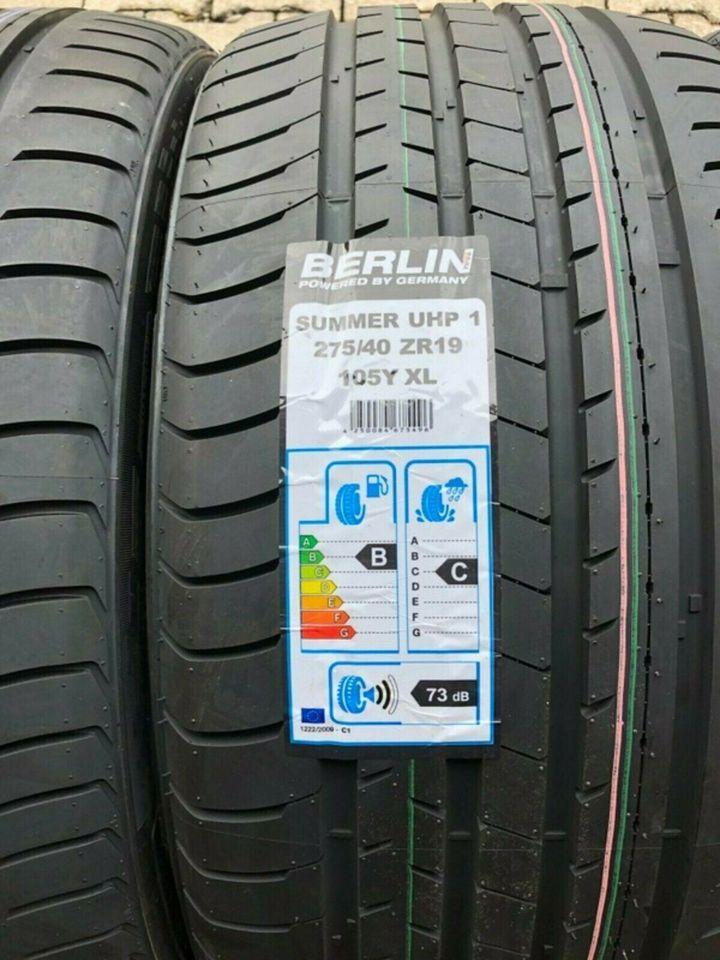 BERLIN
POWERED BY GERMANY
SUMMER UHP 1
275/40 ZR19
105Y XL
A
B
C
D
E
F
G
B
A
B
C
D
E
F
G
C
73 dB
1222/2009 - C1